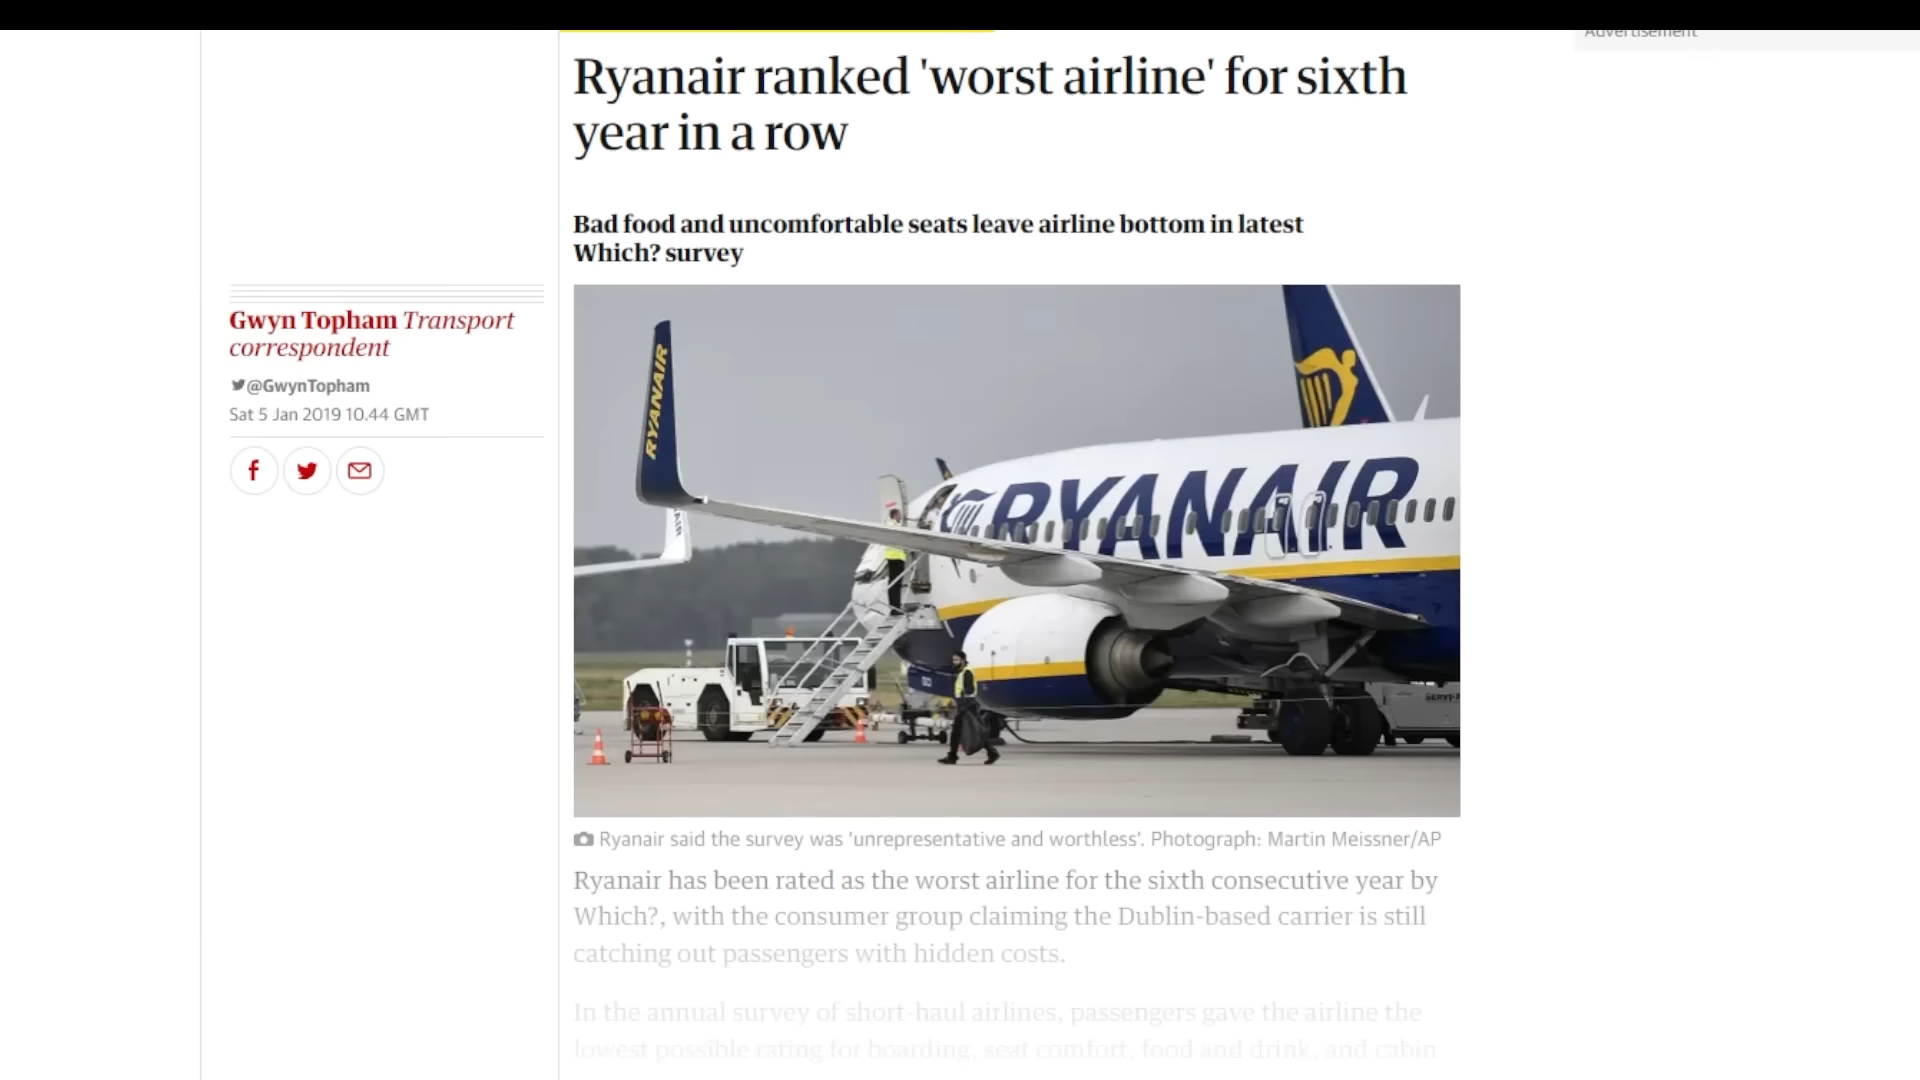 Advertisement
Ryanair ranked 'worst airline' for sixth
year in a row
Bad food and uncomfortable seats leave airline bottom in latest
Which? survey
Gwyn Topham Transport
correspondent
@GwynTopham
Sat 5 Jan 2019 10.44 GMT
RYANAIR
AIR
RYANAIR
Ryanair said the survey was 'unrepresentative and worthless'. Photograph: Martin Meissner/AP
Ryanair has been rated as the worst airline for the sixth consecutive year by
Which?, with the consumer group claiming the Dublin-based carrier is still
catching out passengers with hidden costs.
In the annual survey of short-haul airlines, passengers gave the airline the
lowest possible rating for boarding, seat comfort, food and drink, and cabin